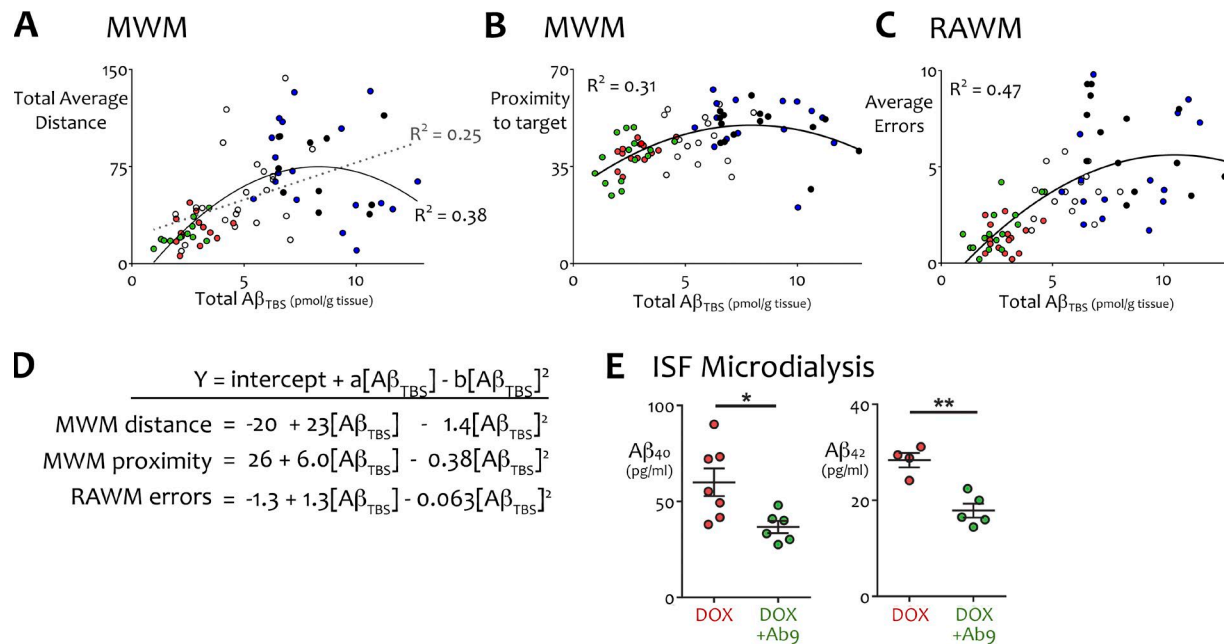 A MWM
150
Total Average
Distance
75
0
R² = 0.25
R² = 0.38
0 5 10
Total Aβ_TBS (pmol/g tissue)
B MWM
70
Proximity
to target
35
0
R² = 0.31
0 5 10
Total Aβ_TBS (pmol/g tissue)
C RAWM
10
Average
Errors
5
0
R² = 0.47
0 5 10
Total Aβ_TBS (pmol/g tissue)
D
Y = intercept + a[Aβ_TBS] - b[Aβ_TBS]²
MWM distance = -20 + 23[Aβ_TBS] - 1.4[Aβ_TBS]²
MWM proximity = 26 + 6.0[Aβ_TBS] - 0.38[Aβ_TBS]²
RAWM errors = -1.3 + 1.3[Aβ_TBS] - 0.063[Aβ_TBS]²
E ISF Microdialysis
100
Aβ₄₀
(pg/ml)
50
0
*
DOX DOX
+Ab9
40
Aβ₄₂
(pg/ml)
20
0
**
DOX DOX
+Ab9